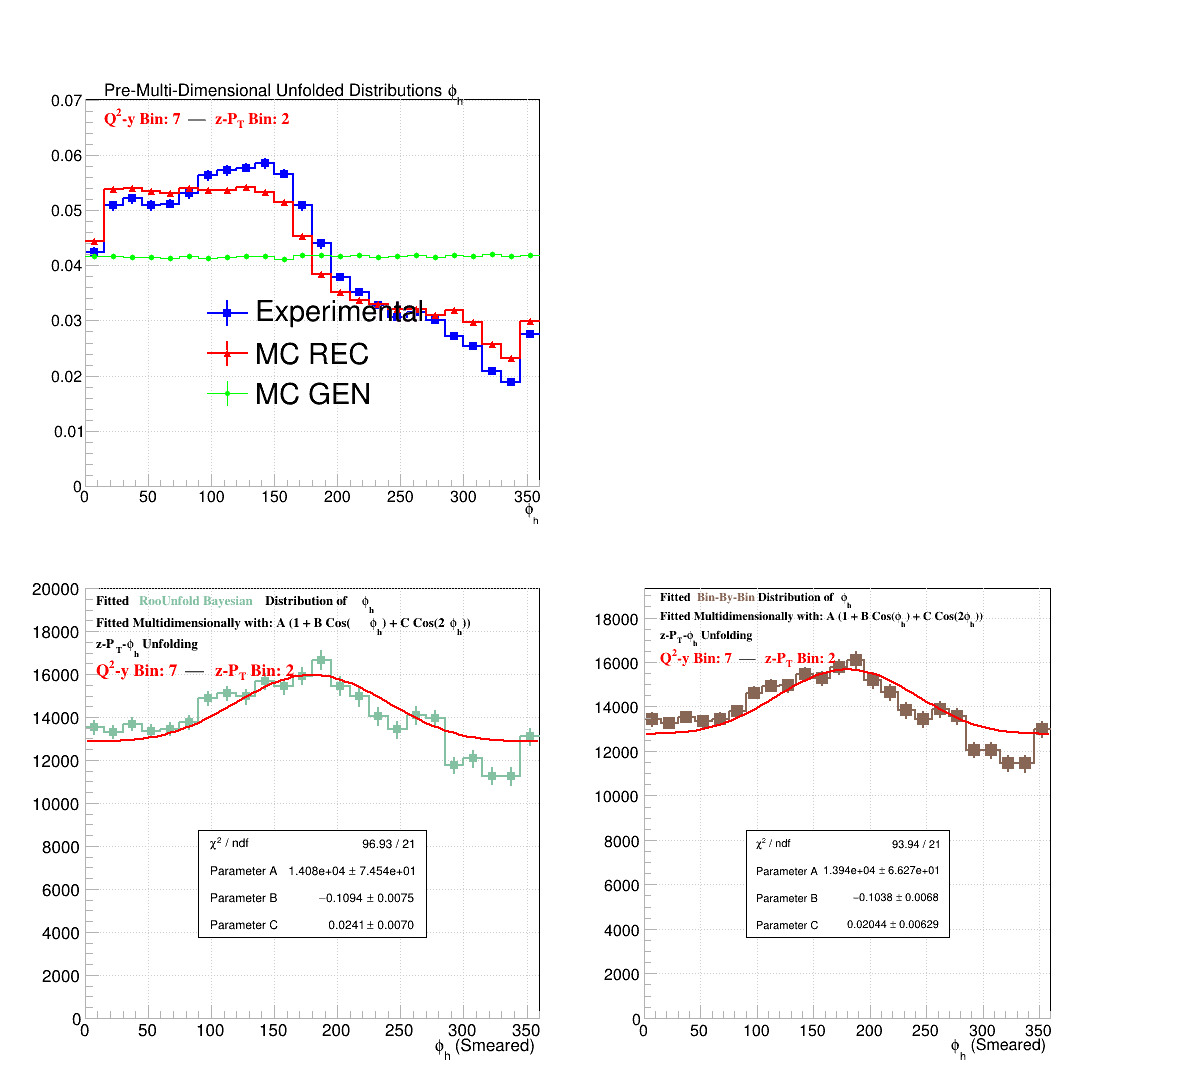 Pre-Multi-Dimensional Unfolded Distributions ϕh
Q2-y Bin: 7 — z-PT Bin: 2
0.07
0.06
0.05
0.04
0.03
0.02
0.01
0
Experimental
MC REC
MC GEN
0 50 100 150 200 250 300 350
ϕh
Fitted RooUnfold Bayesian Distribution of ϕh
Fitted Multidimensionally with: A (1 + B Cos( ϕh) + C Cos(2 ϕh))
z-PT-ϕh Unfolding
Q2-y Bin: 7 — z-PT Bin: 2
20000
18000
16000
14000
12000
10000
8000
6000
4000
2000
0
χ2 / ndf 96.93 / 21
Parameter A 1.408e+04 ± 7.454e+01
Parameter B −0.1094 ± 0.0075
Parameter C 0.0241 ± 0.0070
0 50 100 150 200 250 300 350
ϕh (Smeared)
Fitted Bin-By-Bin Distribution of ϕh
Fitted Multidimensionally with: A (1 + B Cos(ϕh) + C Cos(2ϕh))
z-PT-ϕh Unfolding
Q2-y Bin: 7 — z-PT Bin: 2
18000
16000
14000
12000
10000
8000
6000
4000
2000
0
χ2 / ndf 93.94 / 21
Parameter A 1.394e+04 ± 6.627e+01
Parameter B −0.1038 ± 0.0068
Parameter C 0.02044 ± 0.00629
0 50 100 150 200 250 300 350
ϕh (Smeared)